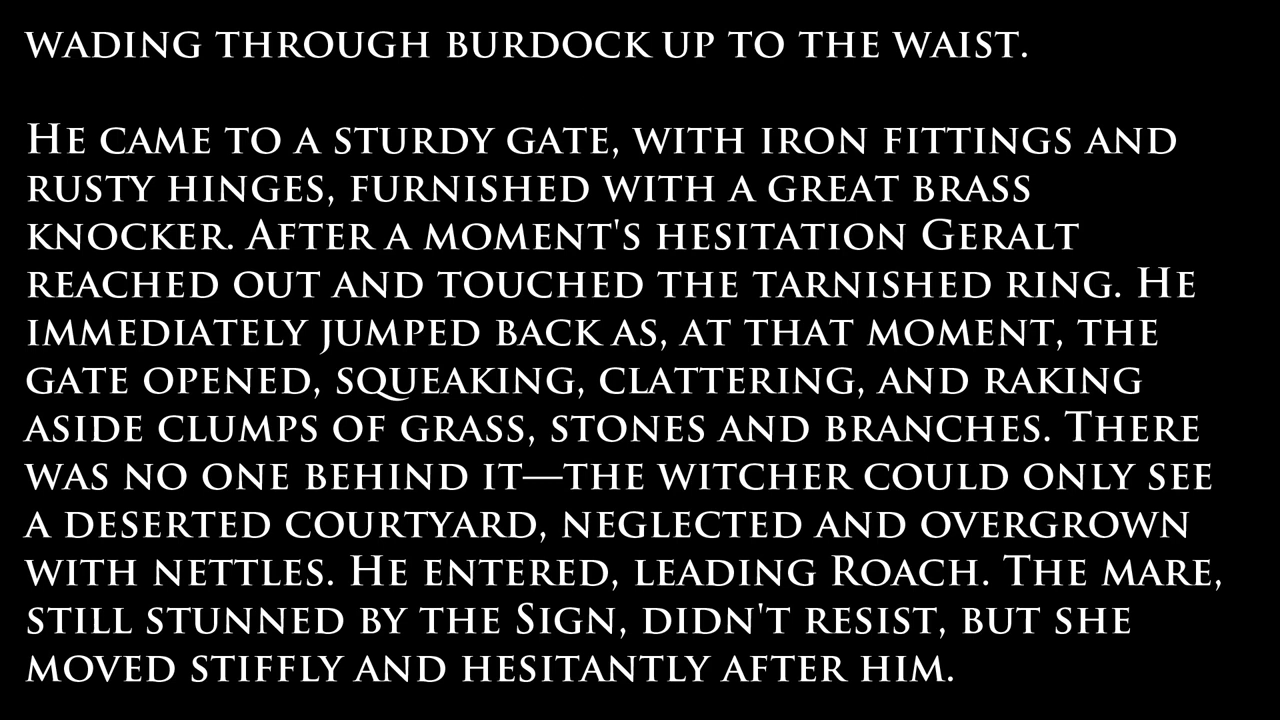 wading through burdock up to the waist.
He came to a sturdy gate, with iron fittings and
rusty hinges, furnished with a great brass
knocker. After a moment's hesitation Geralt
reached out and touched the tarnished ring. He
immediately jumped back as, at that moment, the
gate opened, squeaking, clattering, and raking
aside clumps of grass, stones and branches. There
was no one behind it—the witcher could only see
a deserted courtyard, neglected and overgrown
with nettles. He entered, leading Roach. The mare,
still stunned by the Sign, didn't resist, but she
moved stiffly and hesitantly after him.